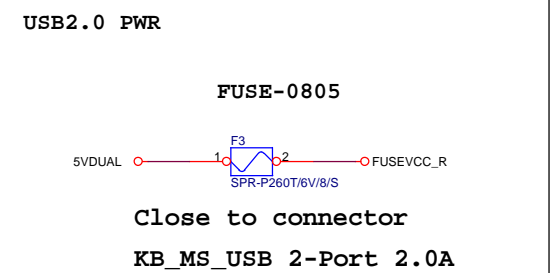 USB2.0 PWR
FUSE-0805
F3
5VDUAL 1 2 FUSEVCC_R
SPR-P260T/6V/8/S
Close to connector
KB_MS_USB 2-Port 2.0A